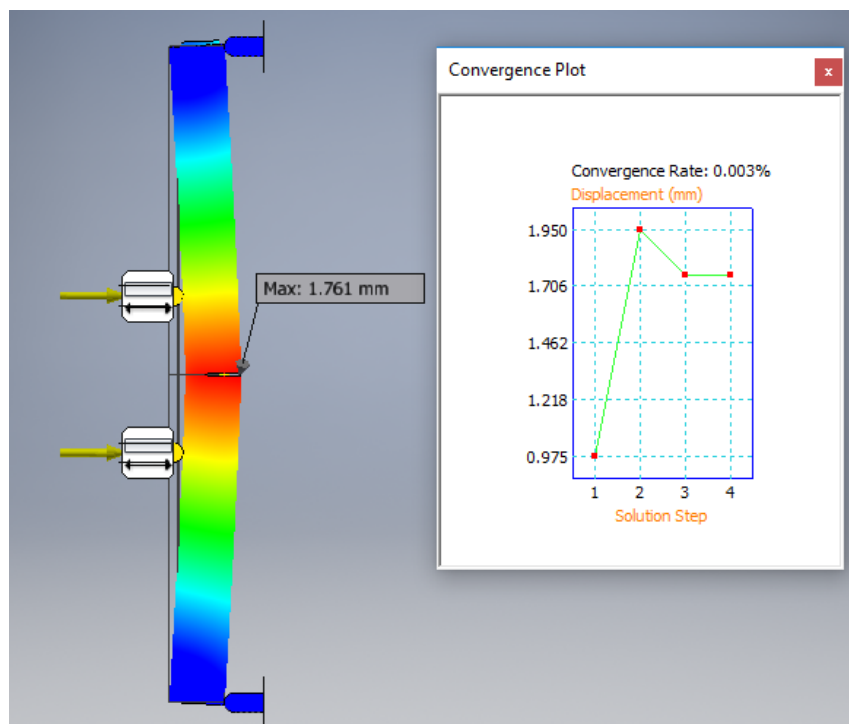 Max: 1.761 mm
Convergence Plot
x
Convergence Rate: 0.003%
Displacement (mm)
1.950
1.706
1.462
1.218
0.975
1 2 3 4
Solution Step